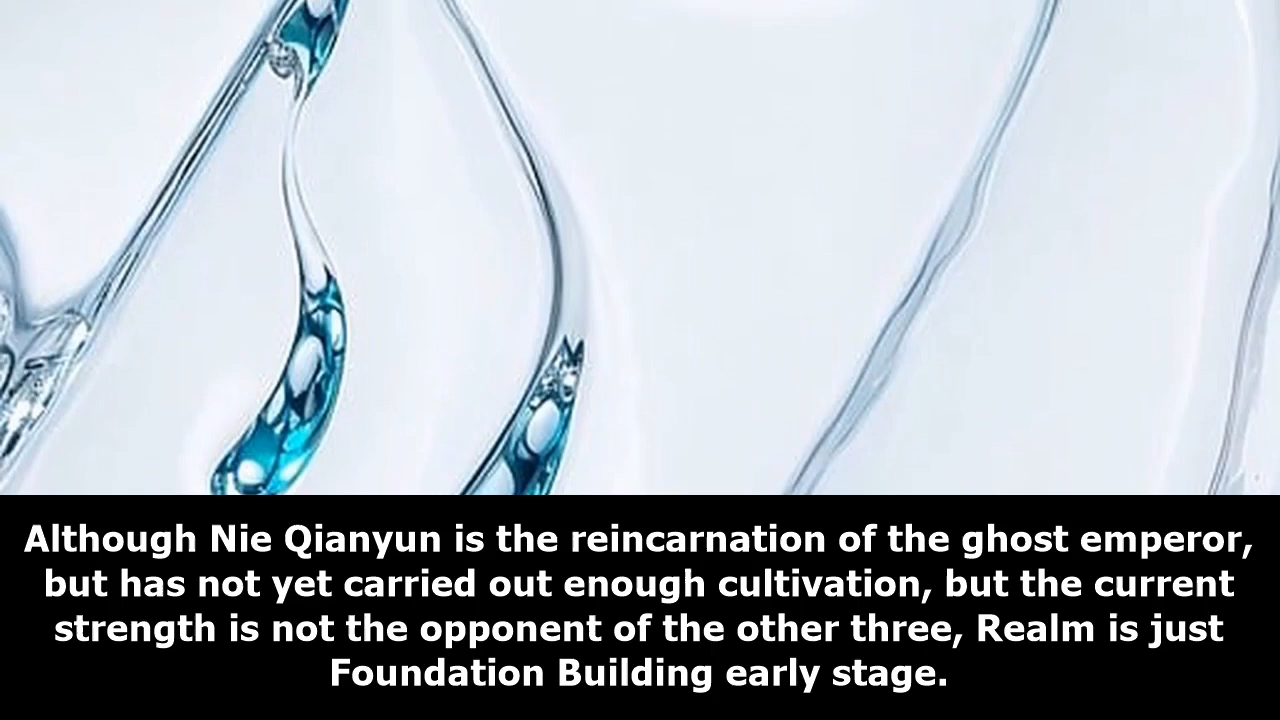 Although Nie Qianyun is the reincarnation of the ghost emperor,
but has not yet carried out enough cultivation, but the current
strength is not the opponent of the other three, Realm is just
Foundation Building early stage.